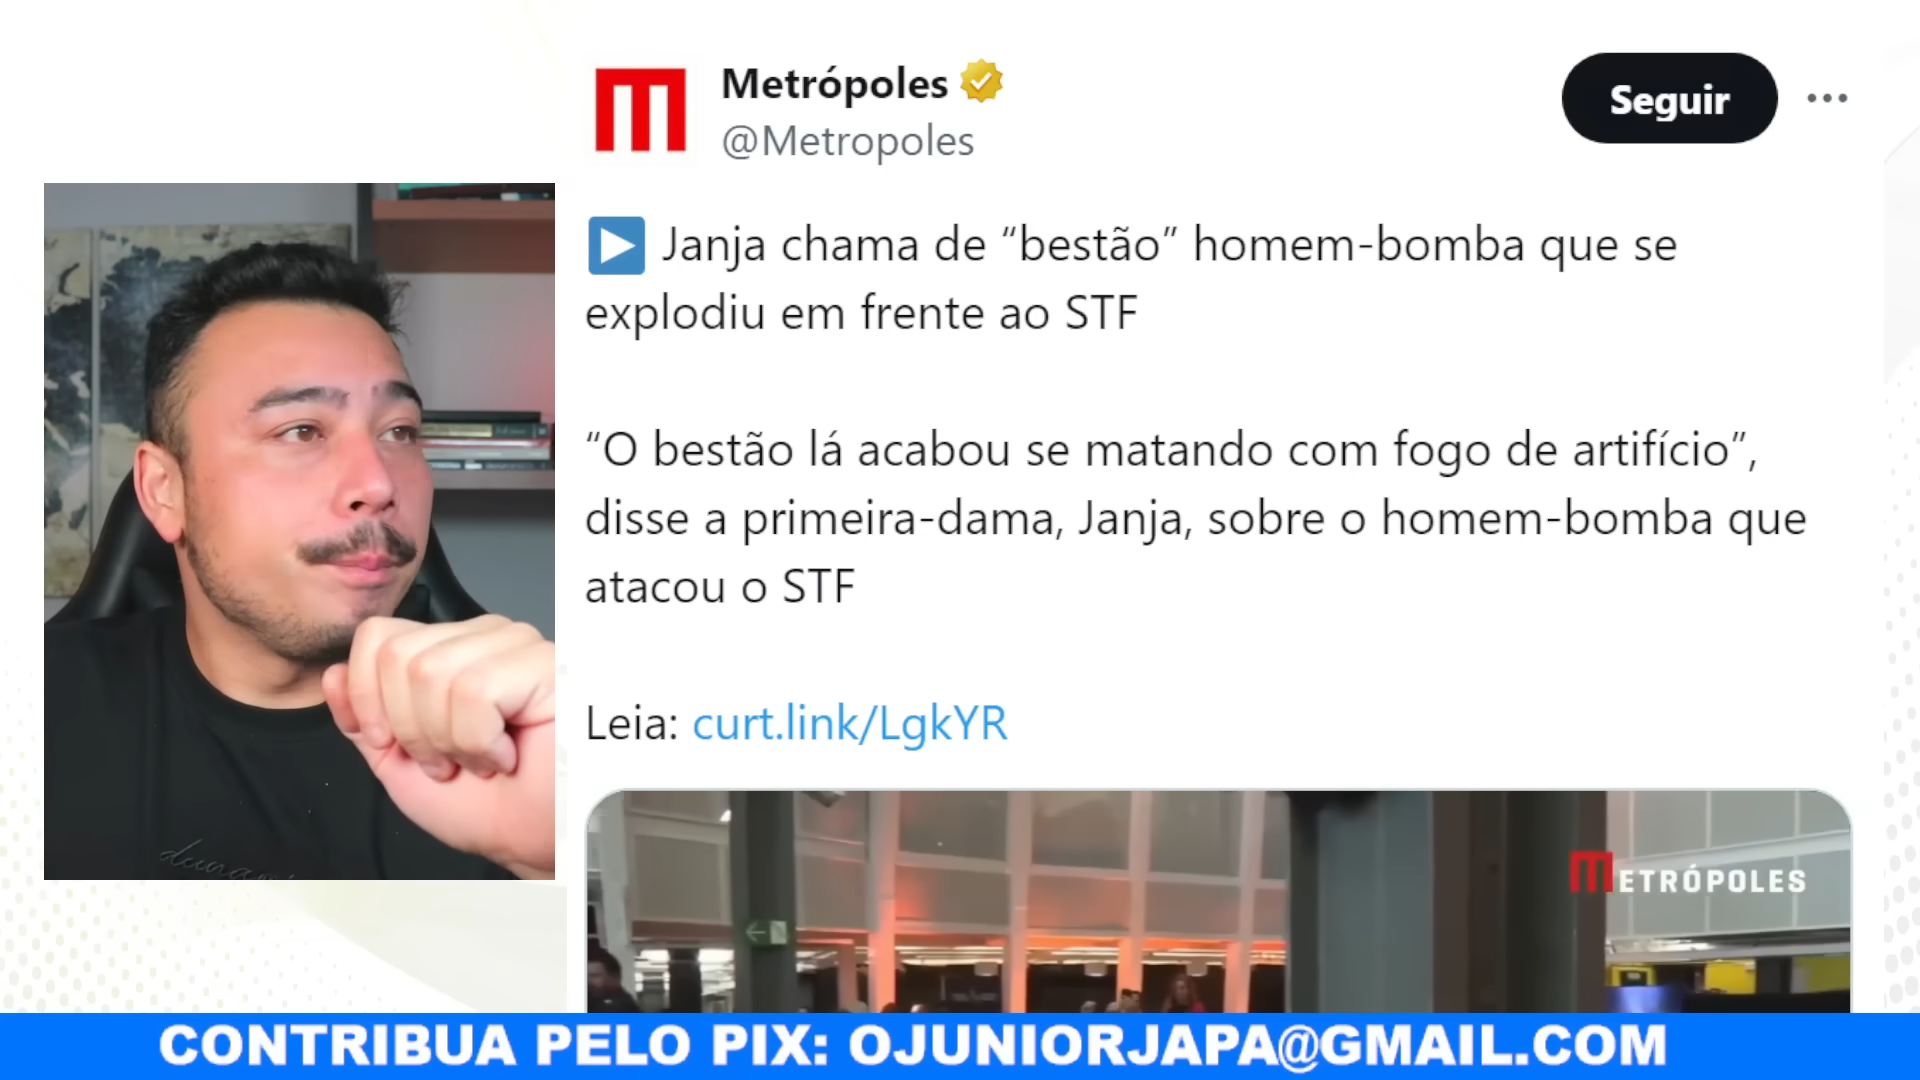 Metrópoles
@Metropoles
Seguir
Janja chama de “bestão” homem-bomba que se
explodiu em frente ao STF
“O bestão lá acabou se matando com fogo de artifício”,
disse a primeira-dama, Janja, sobre o homem-bomba que
atacou o STF
Leia: curt.link/LgkYR
METRÓPOLES
CONTRIBUA PELO PIX: OJUNIORJAPA@GMAIL.COM